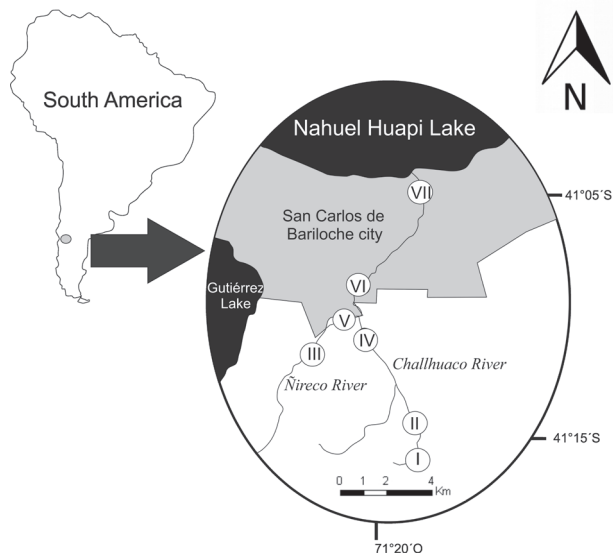 South America
N
Nahuel Huapi Lake
41°05´S
VII
San Carlos de
Bariloche city
Gutiérrez
Lake
VI
V
IV
III
Challhuaco River
Ñireco River
II
41°15´S
I
0 1 2 4
Km
71°20´O